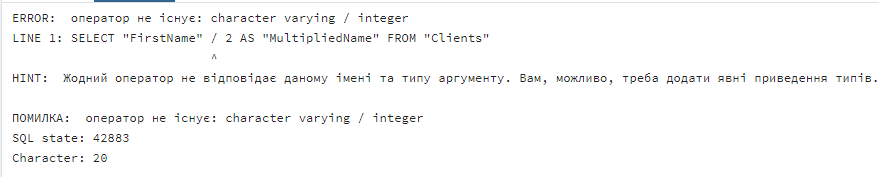 ERROR:  оператор не існує: character varying / integer
LINE 1: SELECT "FirstName" / 2 AS "MultipliedName" FROM "Clients"
^
HINT:  Жодний оператор не відповідає даному імені та типу аргументу. Вам, можливо, треба додати явні приведення типів.
ПОМИЛКА:  оператор не існує: character varying / integer
SQL state: 42883
Character: 20